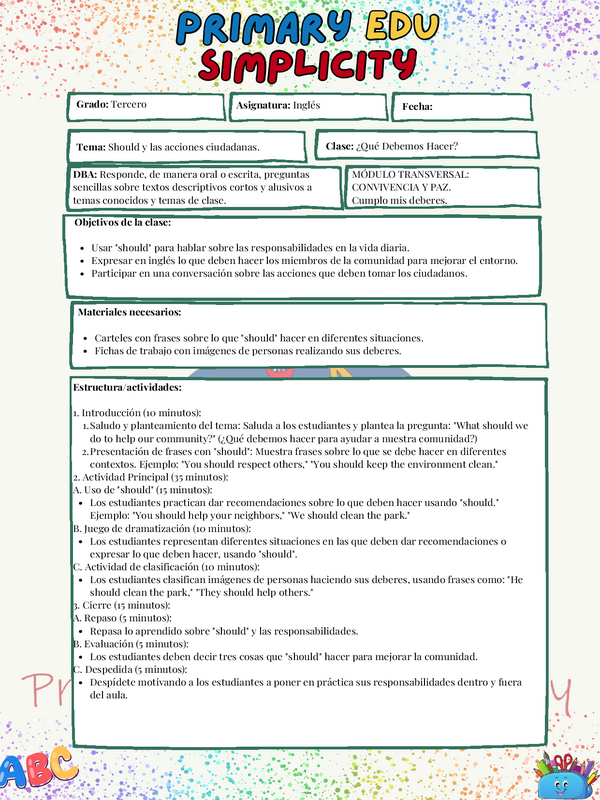 PRIMARY EDU
SIMPLICITY
Grado: Tercero
Asignatura: Inglés
Fecha:
Tema: Should y las acciones ciudadanas.
Clase: ¿Qué Debemos Hacer?
DBA: Responde, de manera oral o escrita, preguntas
sencillas sobre textos descriptivos cortos y alusivos a
temas conocidos y temas de clase.
MÓDULO TRANSVERSAL:
CONVIVENCIA Y PAZ.
Cumplo mis deberes.
Objetivos de la clase:
• Usar "should" para hablar sobre las responsabilidades en la vida diaria.
• Expresar en inglés lo que deben hacer los miembros de la comunidad para mejorar el entorno.
• Participar en una conversación sobre las acciones que deben tomar los ciudadanos.
Materiales necesarios:
• Carteles con frases sobre lo que "should" hacer en diferentes situaciones.
• Fichas de trabajo con imágenes de personas realizando sus deberes.
Estructura/actividades:
1. Introducción (10 minutos):
1. Saludo y planteamiento del tema: Saluda a los estudiantes y plantea la pregunta: "What should we
do to help our community?" (¿Qué debemos hacer para ayudar a nuestra comunidad?)
2. Presentación de frases con "should": Muestra frases sobre lo que se debe hacer en diferentes
contextos. Ejemplo: "You should respect others," "You should keep the environment clean."
2. Actividad Principal (35 minutos):
A. Uso de "should" (15 minutos):
• Los estudiantes practican dar recomendaciones sobre lo que deben hacer usando "should."
Ejemplo: "You should help your neighbors," "We should clean the park."
B. Juego de dramatización (10 minutos):
• Los estudiantes representan diferentes situaciones en las que deben dar recomendaciones o
expresar lo que deben hacer, usando "should".
C. Actividad de clasificación (10 minutos):
• Los estudiantes clasifican imágenes de personas haciendo sus deberes, usando frases como: "He
should clean the park," "They should help others."
3. Cierre (15 minutos):
A. Repaso (5 minutos):
• Repasa lo aprendido sobre "should" y las responsabilidades.
B. Evaluación (5 minutos):
• Los estudiantes deben decir tres cosas que "should" hacer para mejorar la comunidad.
C. Despedida (5 minutos):
• Despídete motivando a los estudiantes a poner en práctica sus responsabilidades dentro y fuera
del aula.
ABC